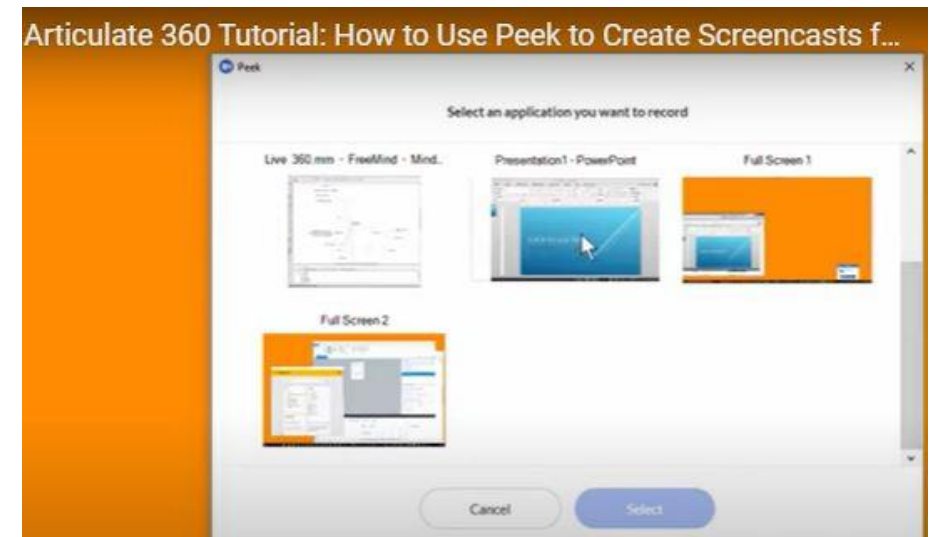 Articulate 360 Tutorial: How to Use Peek to Create Screencasts f...
Peek
Select an application you want to record
Live 360.mm - FreeMind - Mind..
Presentation1 - PowerPoint
Full Screen 1
Full Screen 2
Cancel
Select